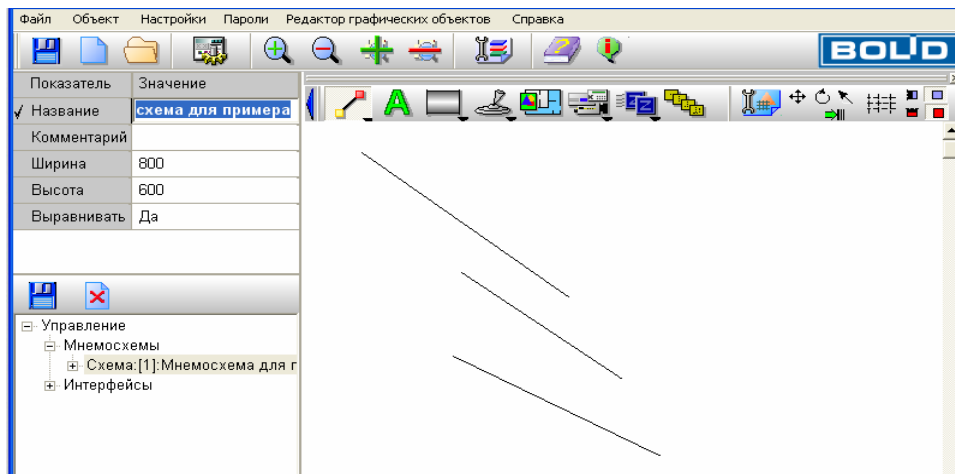 Файл Объект Настройки Пароли Редактор графических объектов Справка
BOLID
Показатель Значение
Название схема для примера
Комментарий
Ширина 800
Высота 600
Выравнивать Да
Управление
Мнемосхемы
Схема:[1]:Мнемосхема для г
Интерфейсы